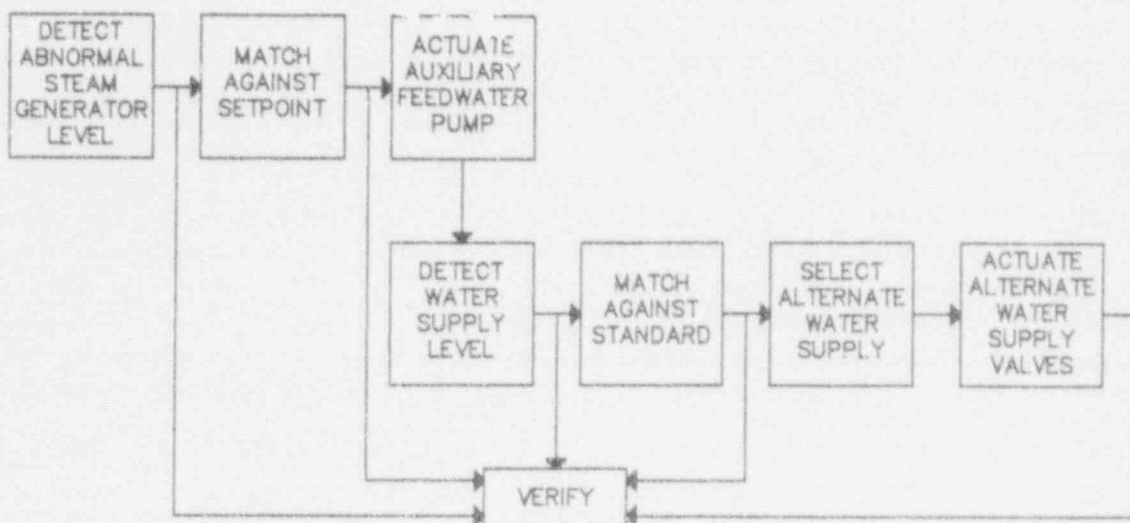 DETECT
ABNORMAL
STEAM
GENERATOR
LEVEL
MATCH
AGAINST
SETPOINT
ACTUATE
AUXILIARY
FEEDWATER
PUMP
DETECT
WATER
SUPPLY
LEVEL
MATCH
AGAINST
STANDARD
SELECT
ALTERNATE
WATER
SUPPLY
ACTUATE
ALTERNATE
WATER
SUPPLY
VALVES
VERIFY